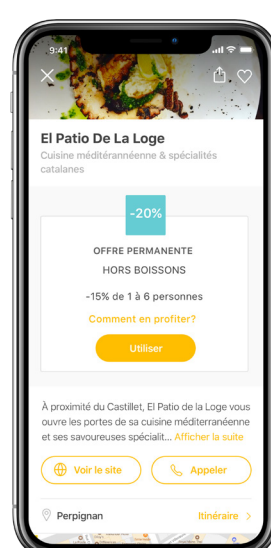 9:41
El Patio De La Loge
Cuisine méditérannéenne & spécialités
catalanes
-20%
OFFRE PERMANENTE
HORS BOISSONS
-15% de 1 à 6 personnes
Comment en profiter?
Utiliser
À proximité du Castillet, El Patio de la Loge vous
ouvre les portes de sa cuisine méditerranéenne
et ses savoureuses spécialit... Afficher la suite
Voir le site
Appeler
Perpignan
Itinéraire >